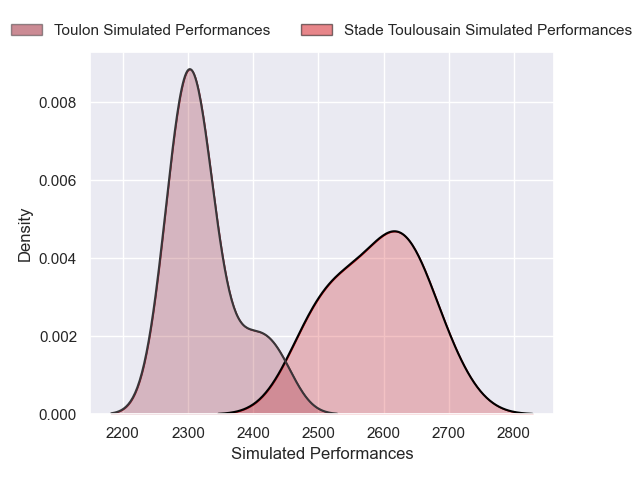 Toulon Simulated Performances
Stade Toulousain Simulated Performances
0.008
0.006
0.004
0.002
0.000
Density
2200 2300 2400 2500 2600 2700 2800
Simulated Performances